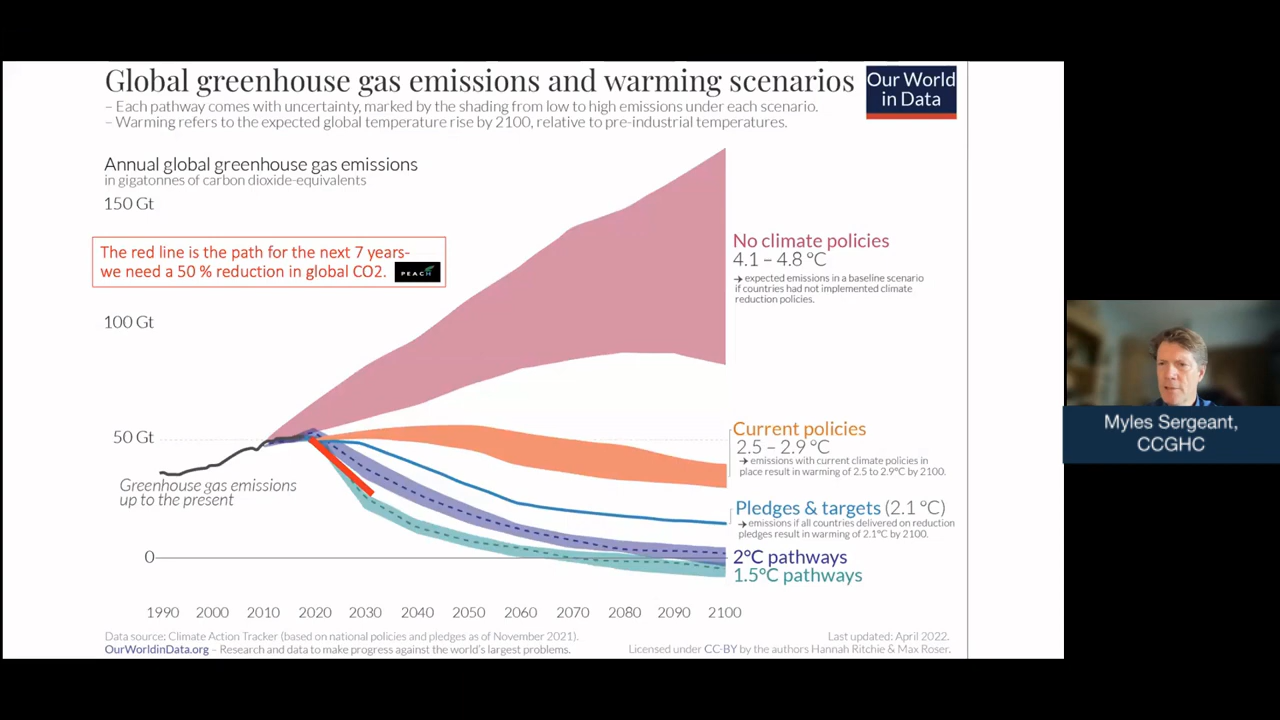 Global greenhouse gas emissions and warming scenarios
– Each pathway comes with uncertainty, marked by the shading from low to high emissions under each scenario.
– Warming refers to the expected global temperature rise by 2100, relative to pre-industrial temperatures.
Our World
in Data
Annual global greenhouse gas emissions
in gigatonnes of carbon dioxide-equivalents
150 Gt
The red line is the path for the next 7 years-
we need a 50 % reduction in global CO2.
PEACH
100 Gt
50 Gt
0
Greenhouse gas emissions
up to the present
No climate policies
4.1 – 4.8 °C
→ expected emissions in a baseline scenario
if countries had not implemented climate
reduction policies.
Current policies
2.5 – 2.9 °C
→ emissions with current climate policies in
place result in warming of 2.5 to 2.9°C by 2100.
Pledges & targets (2.1 °C)
→ emissions if all countries delivered on reduction
pledges result in warming of 2.1°C by 2100.
2°C pathways
1.5°C pathways
1990 2000 2010 2020 2030 2040 2050 2060 2070 2080 2090 2100
Data source: Climate Action Tracker (based on national policies and pledges as of November 2021).
Last updated: April 2022.
OurWorldinData.org – Research and data to make progress against the world's largest problems.
Licensed under CC-BY by the authors Hannah Ritchie & Max Roser.
Myles Sergeant,
CCGHC